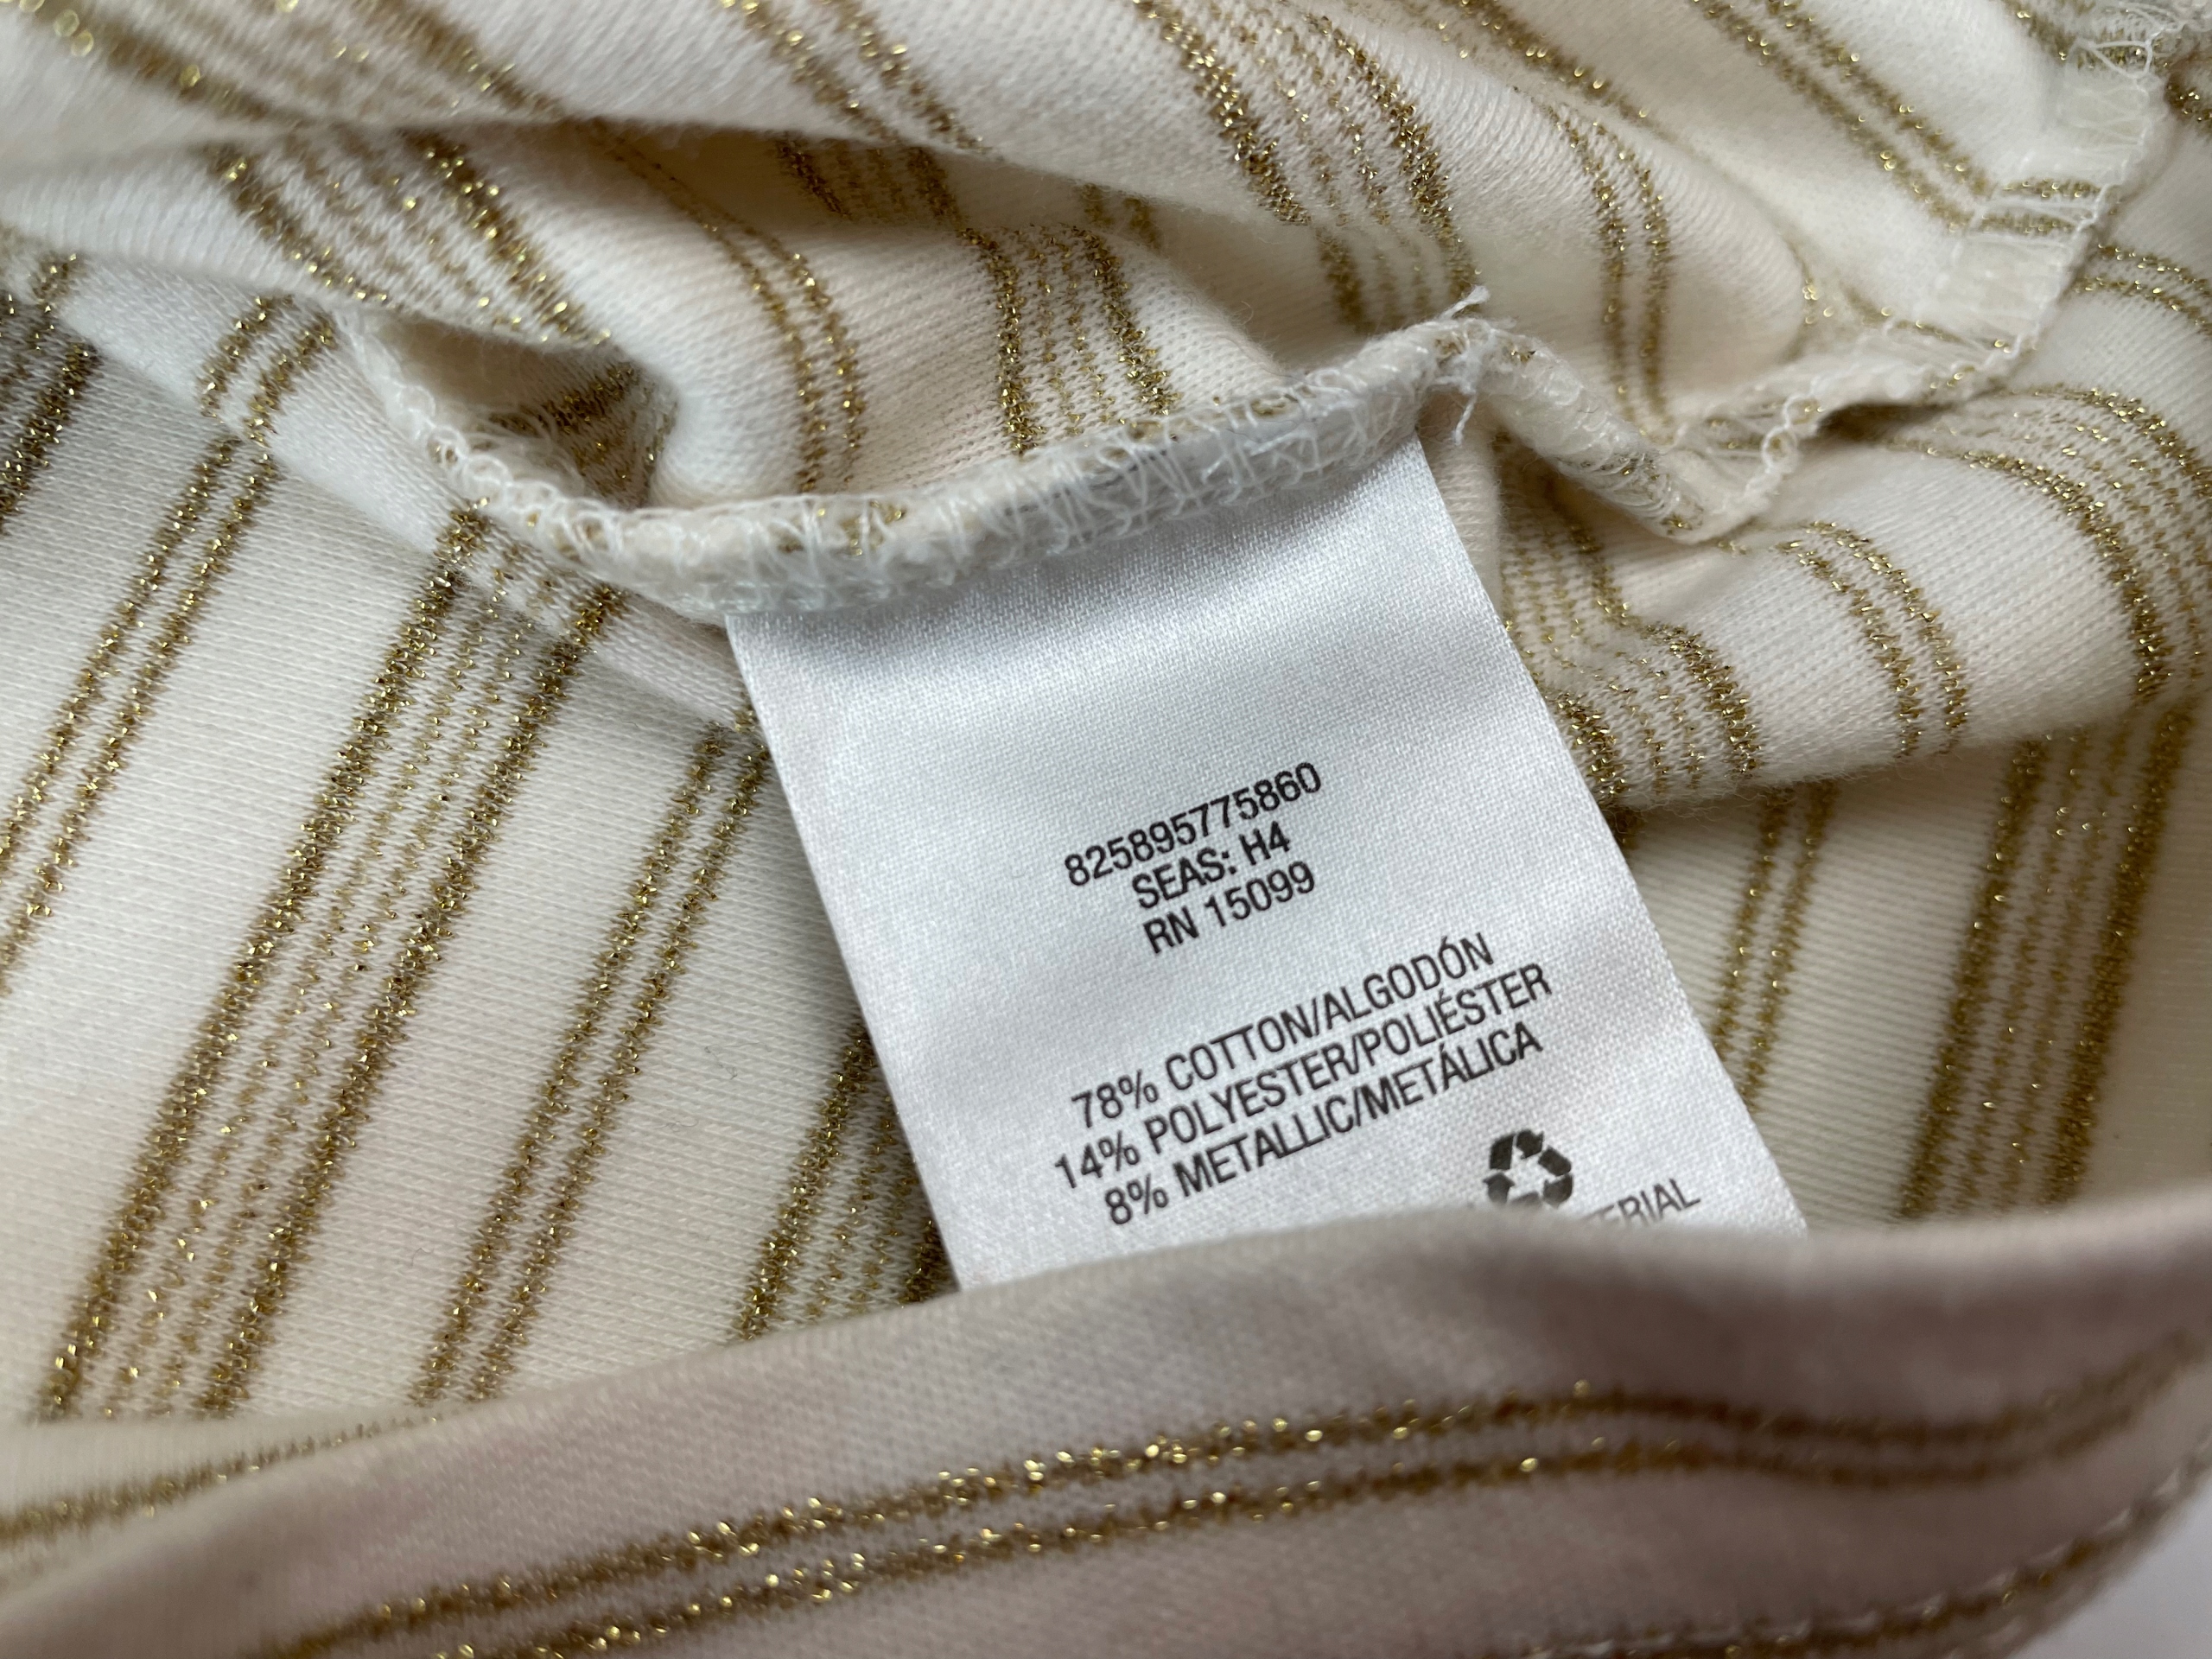 825895775860
SEAS: H4
RN 15099
78% COTTON/ALGODÓN
14% POLYESTER/POLIÉSTER
8% METALLIC/METÁLICA